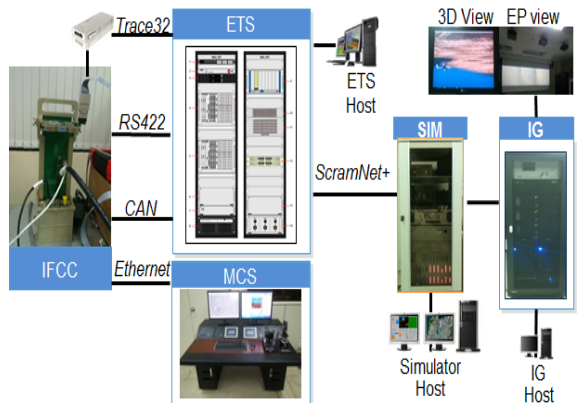 Trace32
ETS
3D View
EP view
ETS
Host
RS422
SIM
IG
ScramNet+
CAN
IFCC
Ethernet
MCS
Simulator
Host
IG
Host